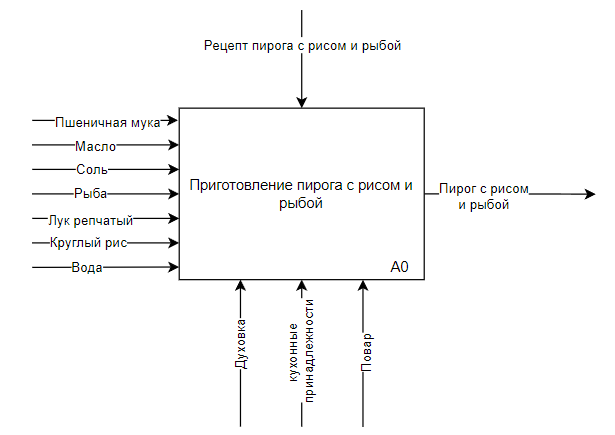 Рецепт пирога с рисом и рыбой
Пшеничная мука
Масло
Соль
Рыба
Лук репчатый
Круглый рис
Вода
Приготовление пирога с рисом и
рыбой
A0
Пирог с рисом
и рыбой
Духовка
кухонные
принадлежности
Повар